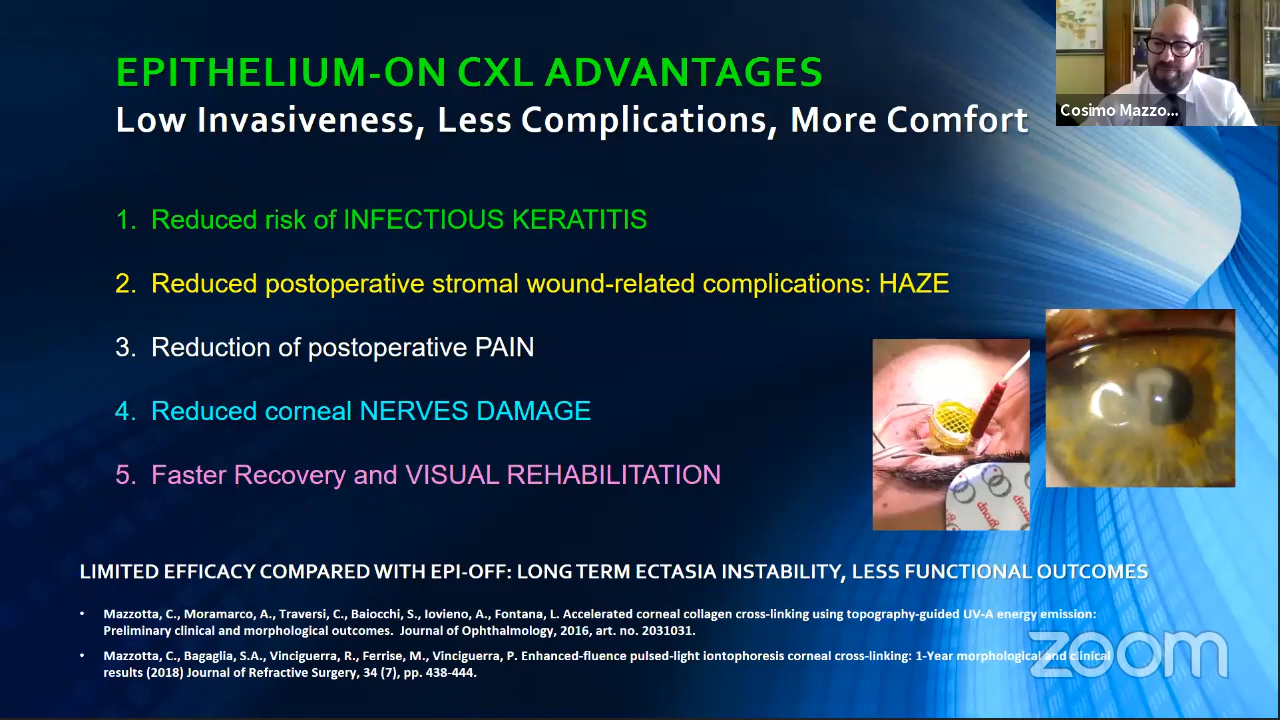 EPITHELIUM-ON CXL ADVANTAGES
Low Invasiveness, Less Complications, More Comfort
Cosimo Mazzo...
1. Reduced risk of INFECTIOUS KERATITIS
2. Reduced postoperative stromal wound-related complications: HAZE
3. Reduction of postoperative PAIN
4. Reduced corneal NERVES DAMAGE
5. Faster Recovery and VISUAL REHABILITATION
group
LIMITED EFFICACY COMPARED WITH EPI-OFF: LONG TERM ECTASIA INSTABILITY, LESS FUNCTIONAL OUTCOMES
• Mazzotta, C., Moramarco, A., Traversi, C., Baiocchi, S., Iovieno, A., Fontana, L. Accelerated corneal collagen cross-linking using topography-guided UV-A energy emission:
Preliminary clinical and morphological outcomes. Journal of Ophthalmology, 2016, art. no. 2031031.
• Mazzotta, C., Bagaglia, S.A., Vinciguerra, R., Ferrise, M., Vinciguerra, P. Enhanced-fluence pulsed-light iontophoresis corneal cross-linking: 1-Year morphological and clinical
results (2018) Journal of Refractive Surgery, 34 (7), pp. 438-444.
zoom